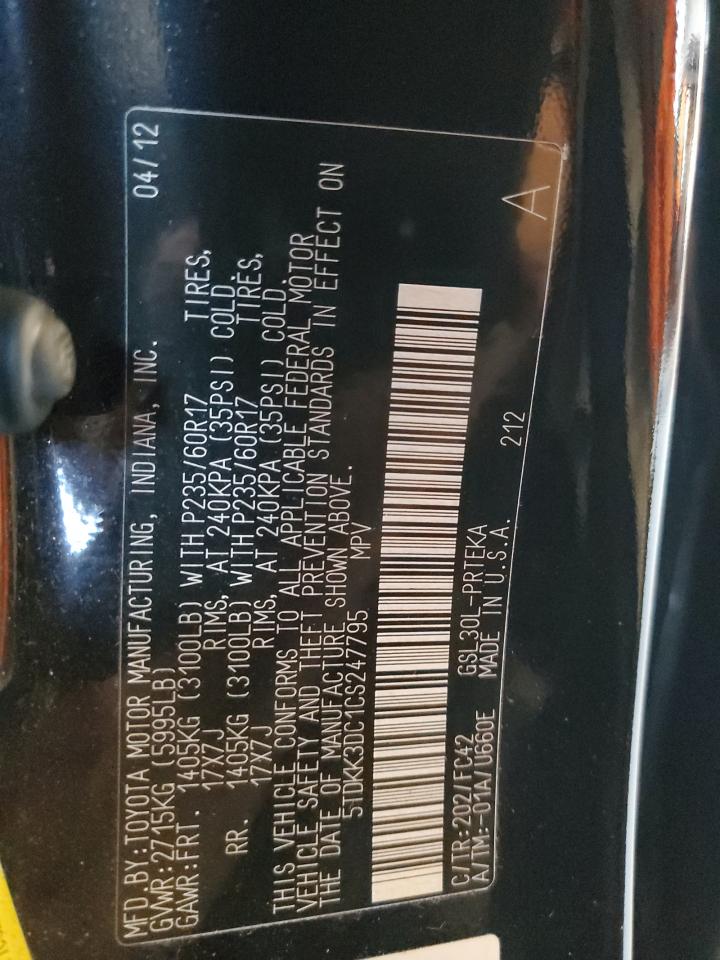 MFD.BY:TOYOTA MOTOR MANUFACTURING, INDIANA, INC. 04/12
GVWR:2715KG (5995LB)
GAWR:FRT. 1405KG (3100LB) WITH P235/60R17 TIRES,
17X7J RIMS, AT 240KPA (35PSI) COLD.
RR. 1405KG (3100LB) WITH P235/60R17 TIRES,
17X7J RIMS, AT 240KPA (35PSI) COLD.
THIS VEHICLE CONFORMS TO ALL APPLICABLE FEDERAL MOTOR
VEHICLE SAFETY AND THEFT PREVENTION STANDARDS IN EFFECT ON
THE DATE OF MANUFACTURE SHOWN ABOVE.
5TDKK3DC1CS247795 MPV
C/TR:202/FC42 GSL30L-PRTEKA
A/TM:-01A/U660E MADE IN U.S.A. 212
A